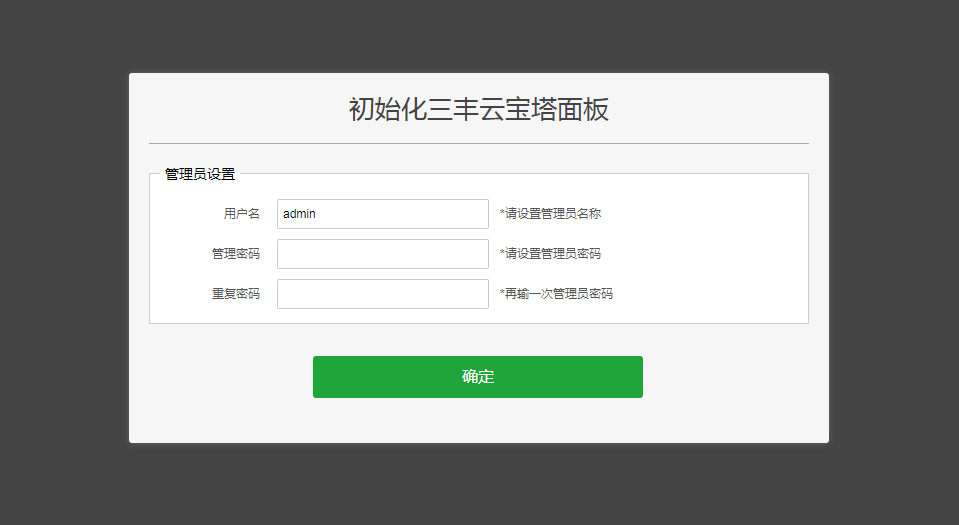 初始化三丰云宝塔面板
管理员设置
用户名 admin *请设置管理员名称
管理密码 *请设置管理员密码
重复密码 *再输一次管理员密码
确定